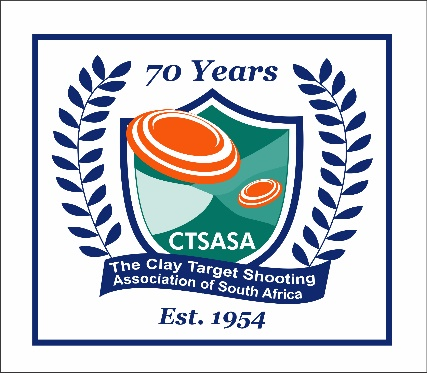 70 Years
CTSASA
The Clay Target Shooting
Association of South Africa
Est. 1954